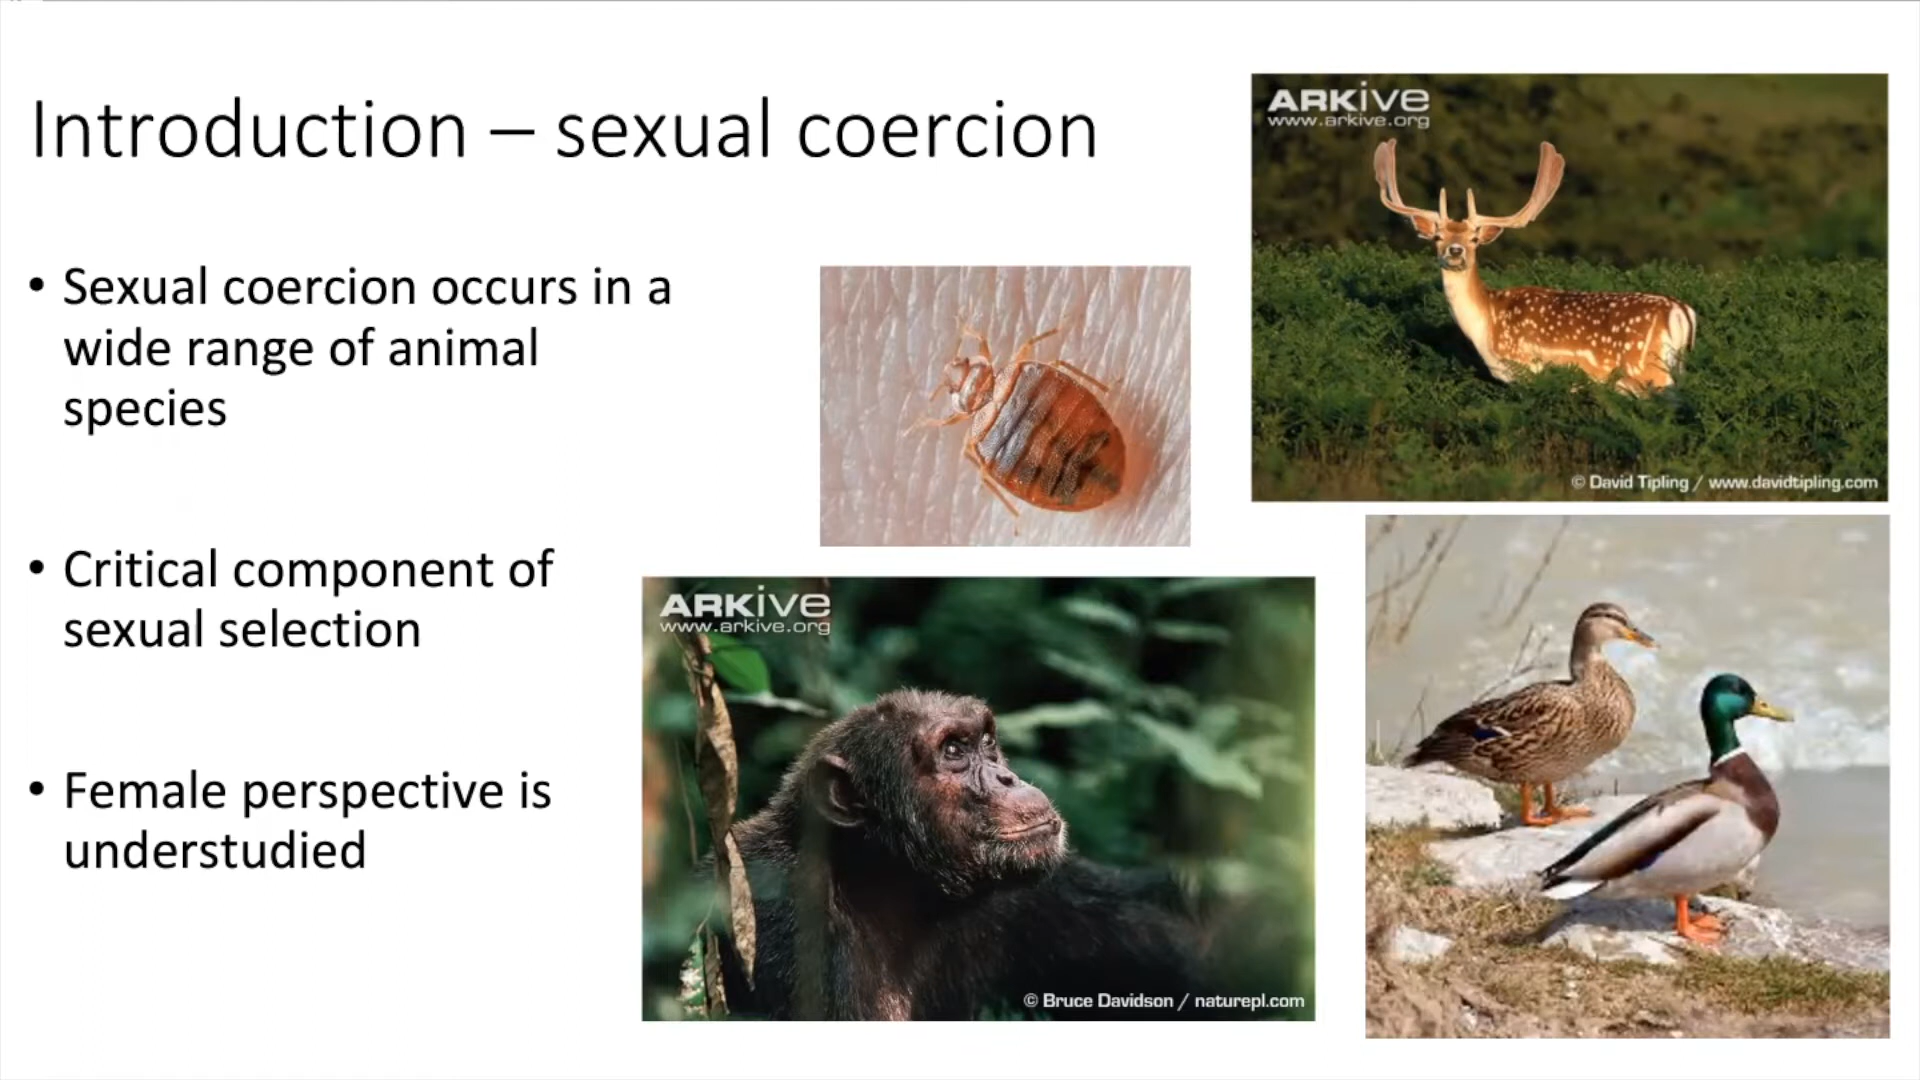 Introduction – sexual coercion
• Sexual coercion occurs in a
wide range of animal
species
• Critical component of
sexual selection
• Female perspective is
understudied
ARKive
www.arkive.org
© David Tipling / www.davidtipling.com
ARKive
www.arkive.org
© Bruce Davidson / naturepl.com